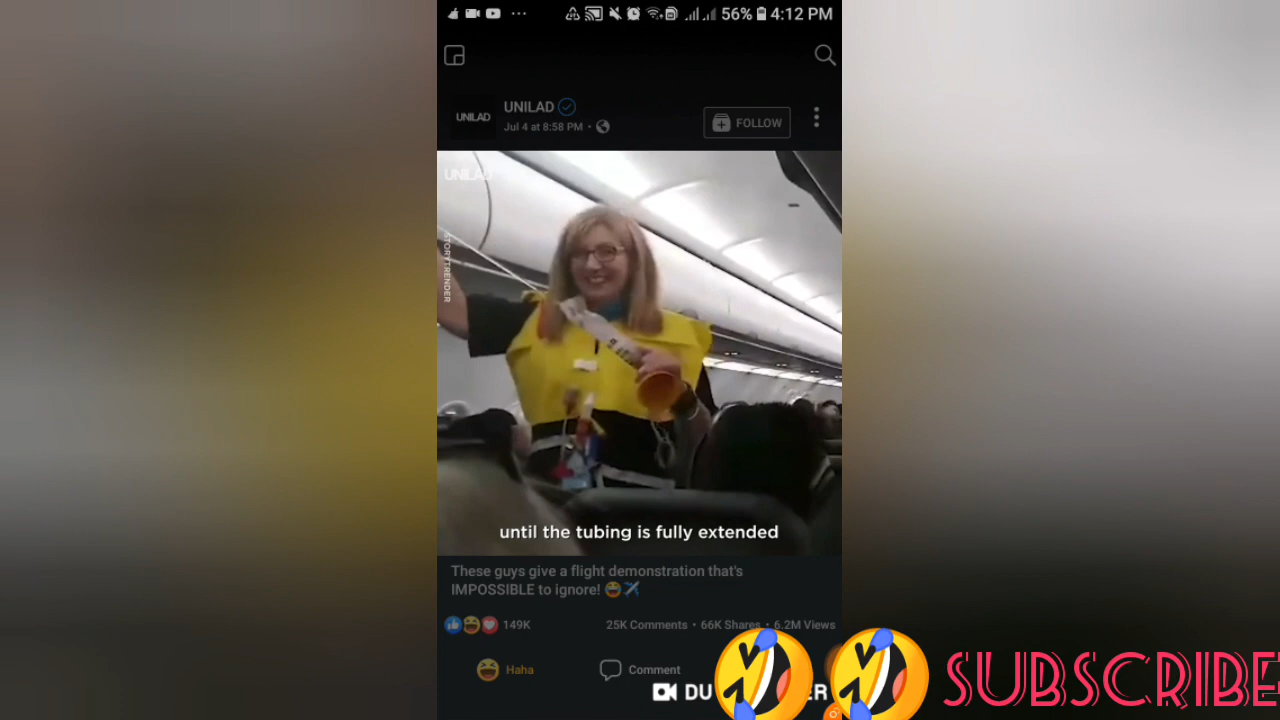 56% 4:12 PM
UNILAD
UNILAD
Jul 4 at 8:58 PM
FOLLOW
UNILAD
STORYTRENDER
until the tubing is fully extended
These guys give a flight demonstration that's
IMPOSSIBLE to ignore! 😆✈️
149K
25K Comments • 66K Shares • 6.2M Views
Haha
Comment
SUBSCRIBE